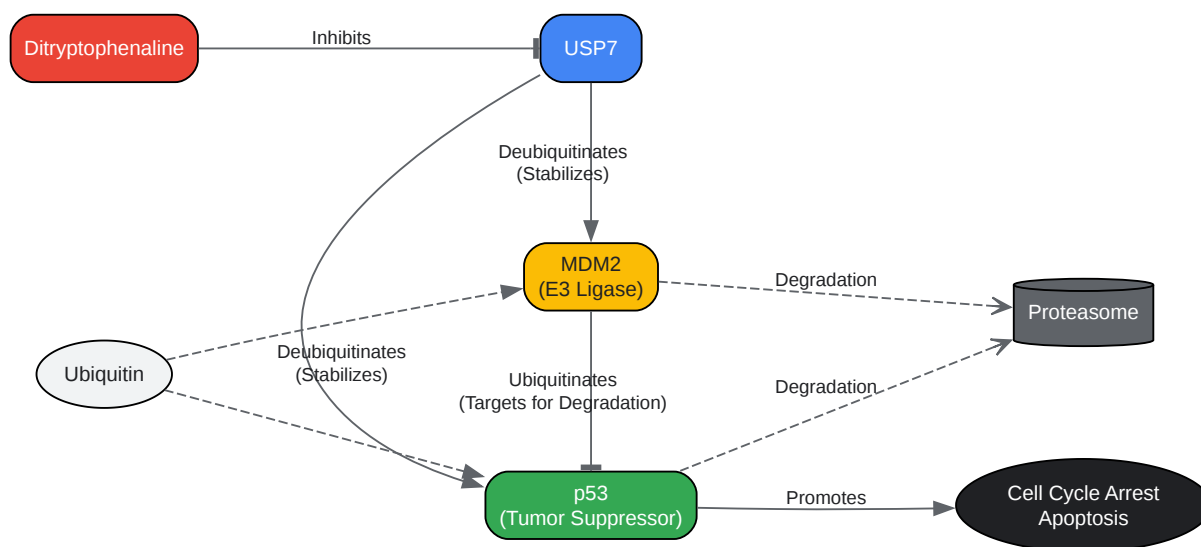 Ditryptophenaline
Inhibits
USP7
Deubiquitinates
(Stabilizes)
MDM2
(E3 Ligase)
Degradation
Proteasome
Ubiquitin
Deubiquitinates
(Stabilizes)
Ubiquitinates
(Targets for Degradation)
Degradation
p53
(Tumor Suppressor)
Promotes
Cell Cycle Arrest
Apoptosis